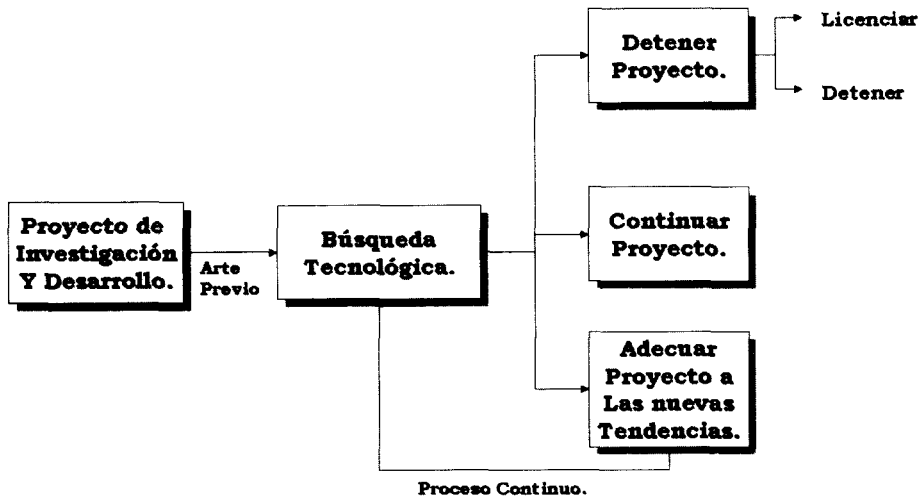 Proyecto de
Investigación
Y Desarrollo.
Arte
Previo
Búsqueda
Tecnológica.
Detener
Proyecto.
Licenciar
Detener
Continuar
Proyecto.
Adecuar
Proyecto a
Las nuevas
Tendencias.
Proceso Continuo.